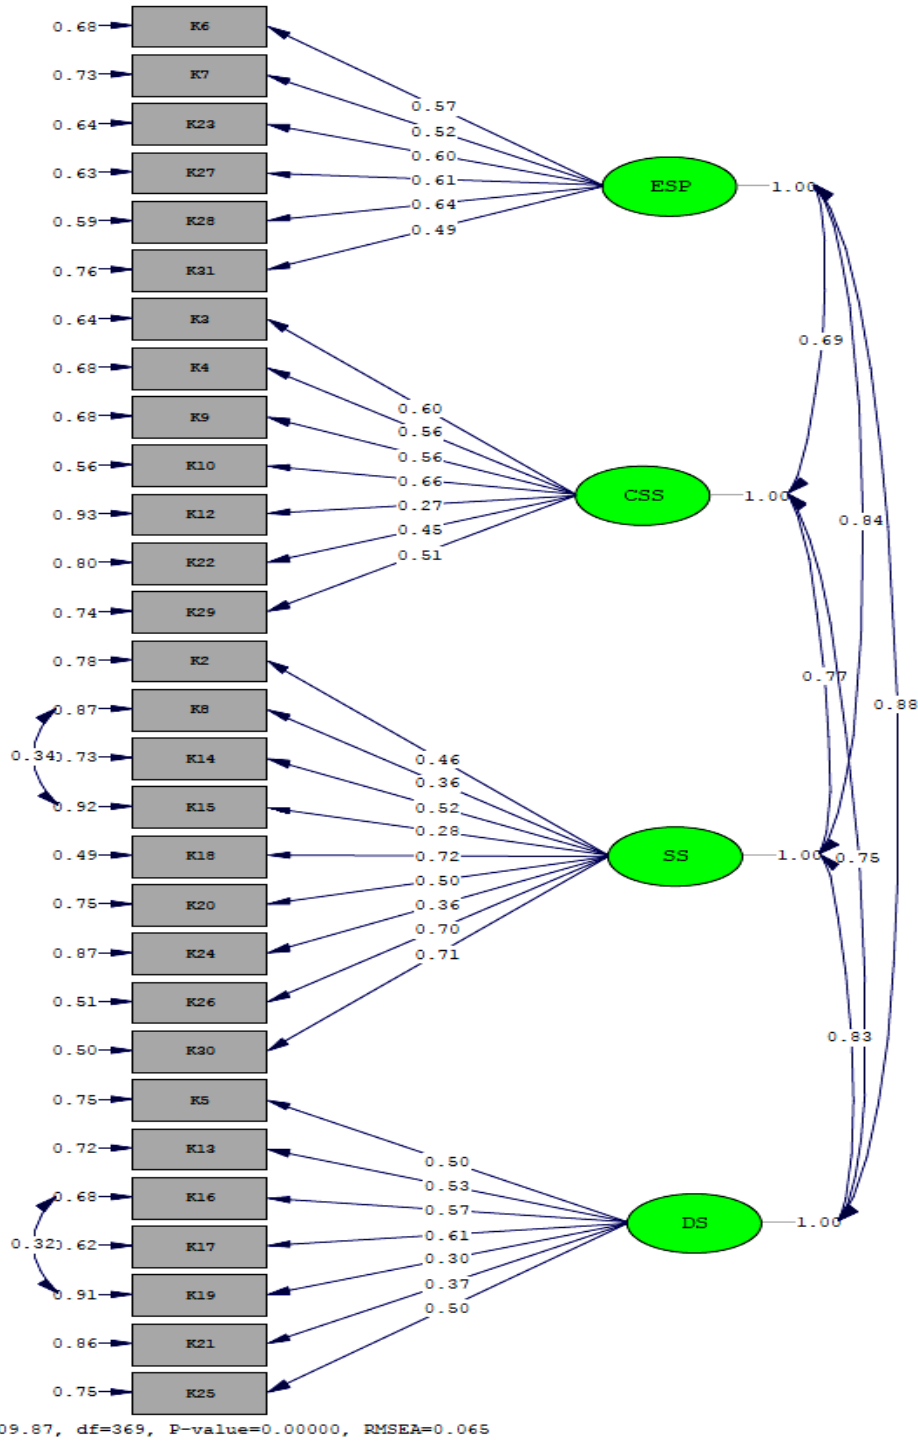 0.68 K6
0.73 K7
0.57
0.64 K23
0.52
0.60
0.63 K27
0.61 ESP 1.00
0.64
0.59 K28
0.49
0.76 K31
0.64 K3
0.69
0.68 K4
0.60
0.68 K9
0.56
0.56
0.56 K10
0.66 CSS 1.00
0.27
0.93 K12
0.84
0.45
0.51
0.80 K22
0.74 K29
0.78 K2
0.77
0.88
0.87 K8
0.34 0.73 K14
0.46
0.36
0.92 K15
0.52
0.28
0.49 K18
0.72 SS 1.00 0.75
0.50
0.75 K20
0.36
0.70
0.87 K24
0.71
0.51 K26
0.83
0.50 K30
0.75 K5
0.72 K13
0.50
0.53
0.68 K16
0.57
0.61 DS 1.00
0.32 0.62 K17
0.30
0.37
0.91 K19
0.50
0.86 K21
0.75 K25
09.87, df=369, P-value=0.00000, RMSEA=0.065